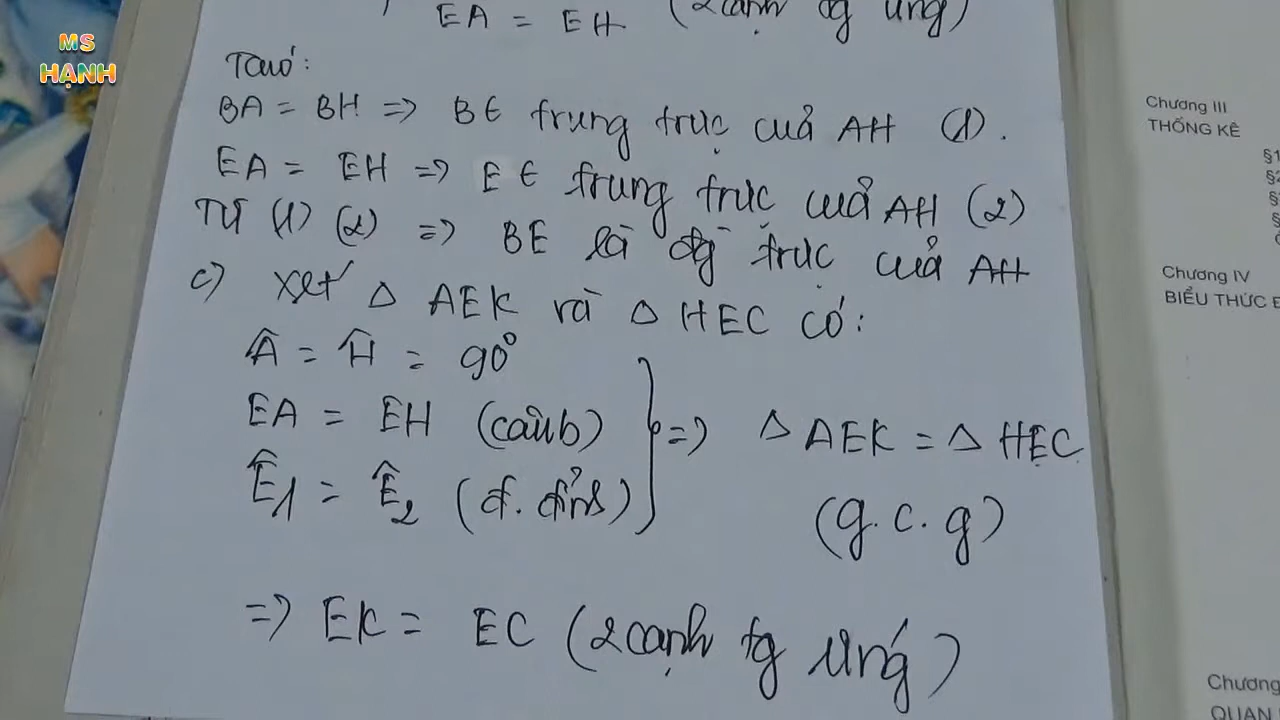 MS
HẠNH
EA = EH (2 cạnh tg ứng)
Ta có:
BA = BH => B ∈ trung trực của AH (1).
EA = EH => E ∈ trung trực của AH (2)
Từ (1) (2) => BE là đg trực của AH
c) xét △ AEK và △ HEC có:
Â = Ĥ = 90°
EA = EH (câu b)
Ê1 = Ê2 (đ. đỉnh)
=> △ AEK = △ HEC
(g.c.g)
=> EK = EC (2 cạnh tg ứng)
Chương III
THỐNG KÊ
§1
§2
§
§
Chương IV
BIỂU THỨC Đ
Chương
QUAN